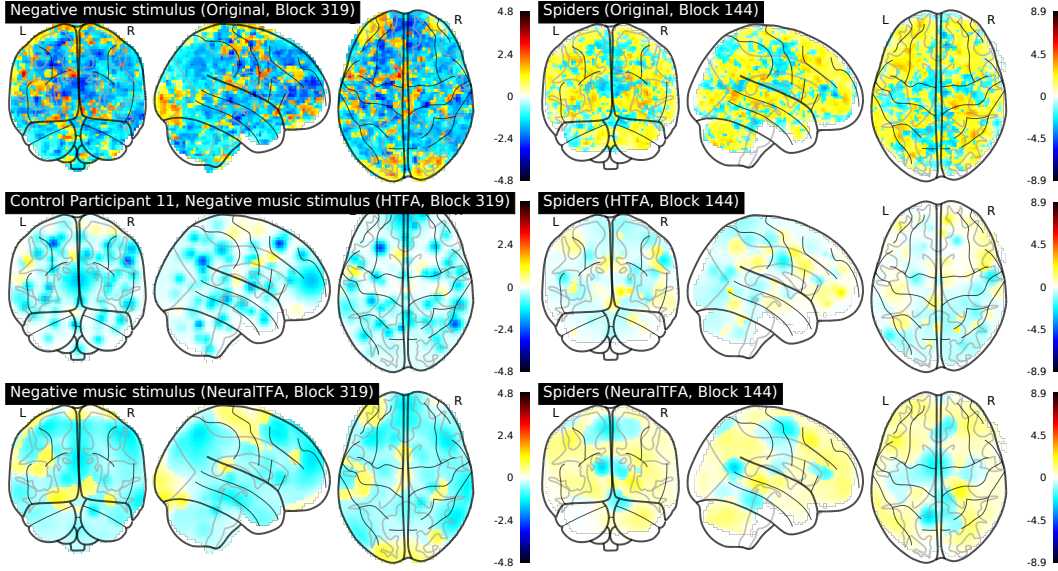 Negative music stimulus (Original, Block 319)
L R
4.8
2.4
0
-2.4
-4.8
Spiders (Original, Block 144)
L R L R
8.9
4.5
0
-4.5
-8.9
Control Participant 11, Negative music stimulus (HTFA, Block 319)
L R
4.8
2.4
0
-2.4
-4.8
Spiders (HTFA, Block 144)
L R L R
8.9
4.5
0
-4.5
-8.9
Negative music stimulus (NeuralTFA, Block 319)
L R R
4.8
2.4
0
-2.4
-4.8
Spiders (NeuralTFA, Block 144)
L R L R
8.9
4.5
0
-4.5
-8.9